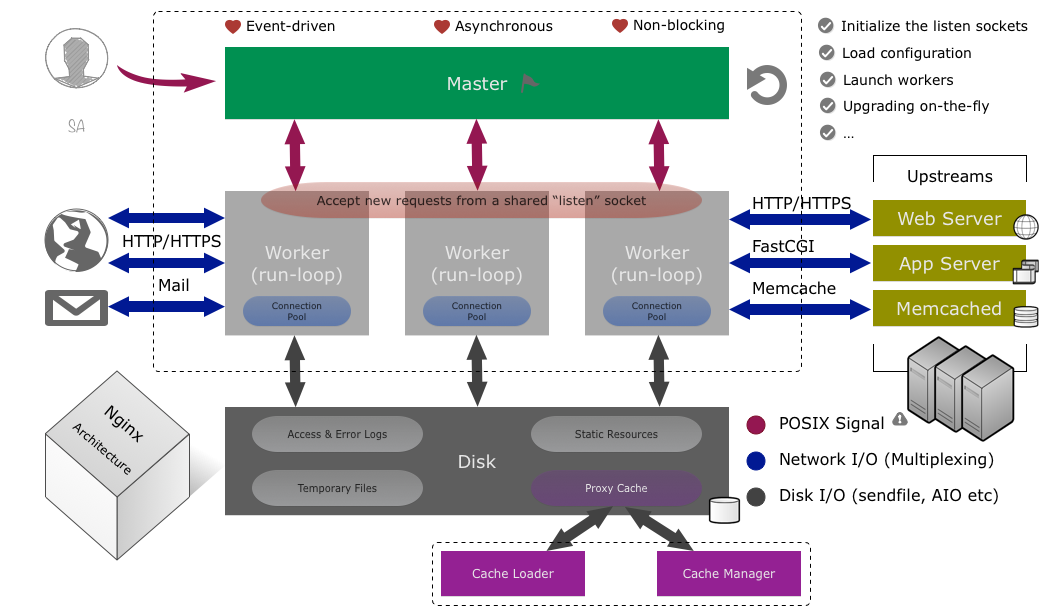 Event-driven
Asynchronous
Non-blocking
Initialize the listen sockets
Load configuration
Launch workers
Upgrading on-the-fly
...
Master
SA
Accept new requests from a shared “listen” socket
Worker
(run-loop)
Connection
Pool
Worker
(run-loop)
Connection
Pool
Worker
(run-loop)
Connection
Pool
HTTP/HTTPS
Mail
HTTP/HTTPS
FastCGI
Memcache
Upstreams
Web Server
App Server
Memcached
Nginx
Architecture
Disk
Access & Error Logs
Static Resources
Temporary Files
Proxy Cache
POSIX Signal
Network I/O (Multiplexing)
Disk I/O (sendfile, AIO etc)
Cache Loader
Cache Manager